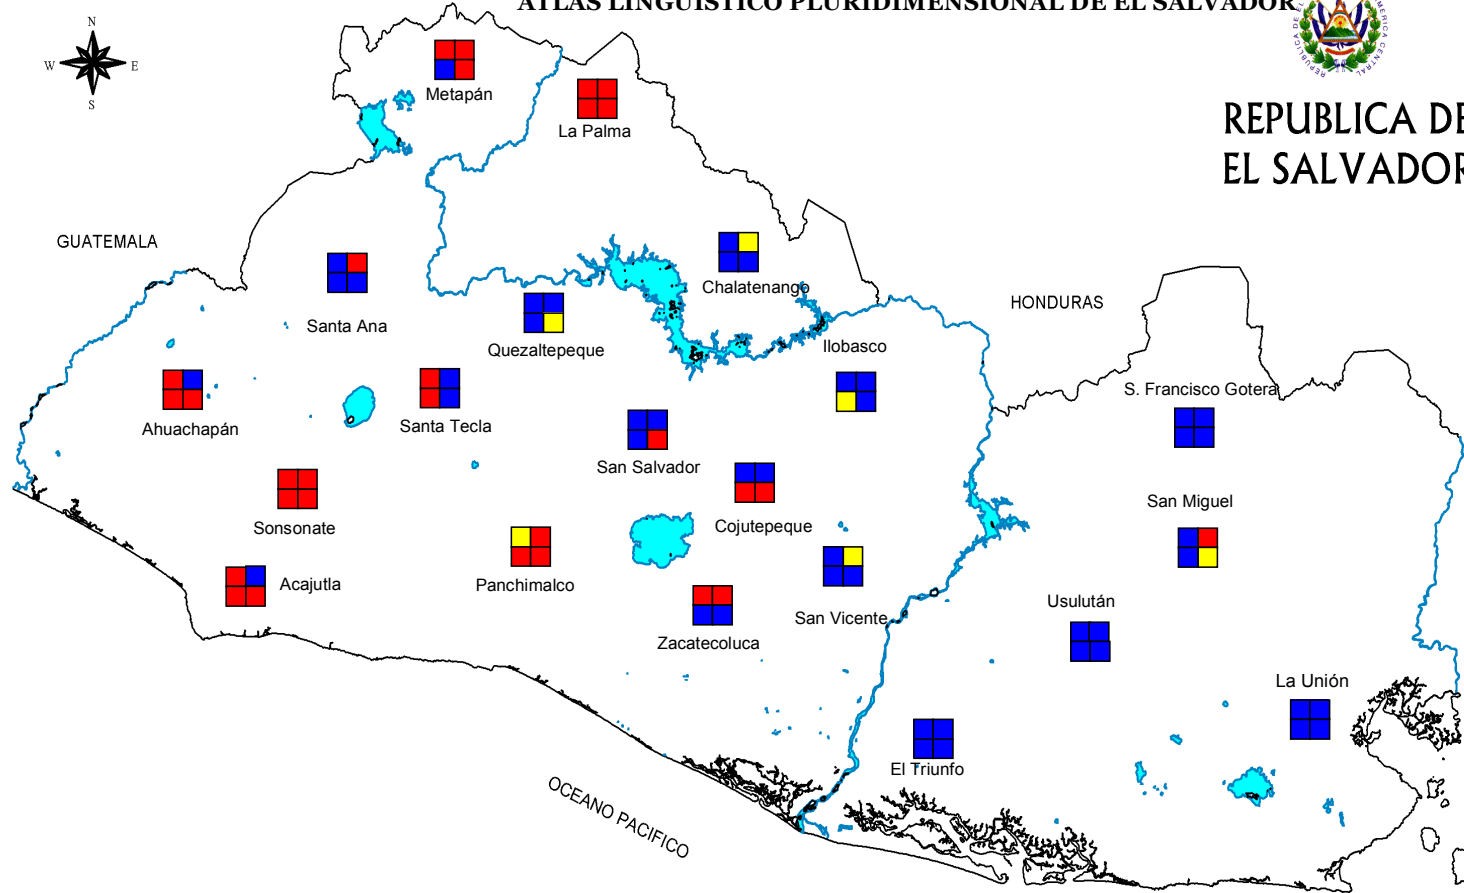 ATLAS LINGUISTICO PLURIDIMENSIONAL DE EL SALVADOR
N
W E
S
REPUBLICA DE
EL SALVADOR
Metapán
La Palma
GUATEMALA
Chalatenango
HONDURAS
Santa Ana
Quezaltepeque
Ilobasco
S. Francisco Gotera
Ahuachapán
Santa Tecla
San Salvador
San Miguel
Sonsonate
Cojutepeque
Acajutla
Panchimalco
Usulután
San Vicente
Zacatecoluca
La Unión
El Triunfo
OCEANO PACIFICO